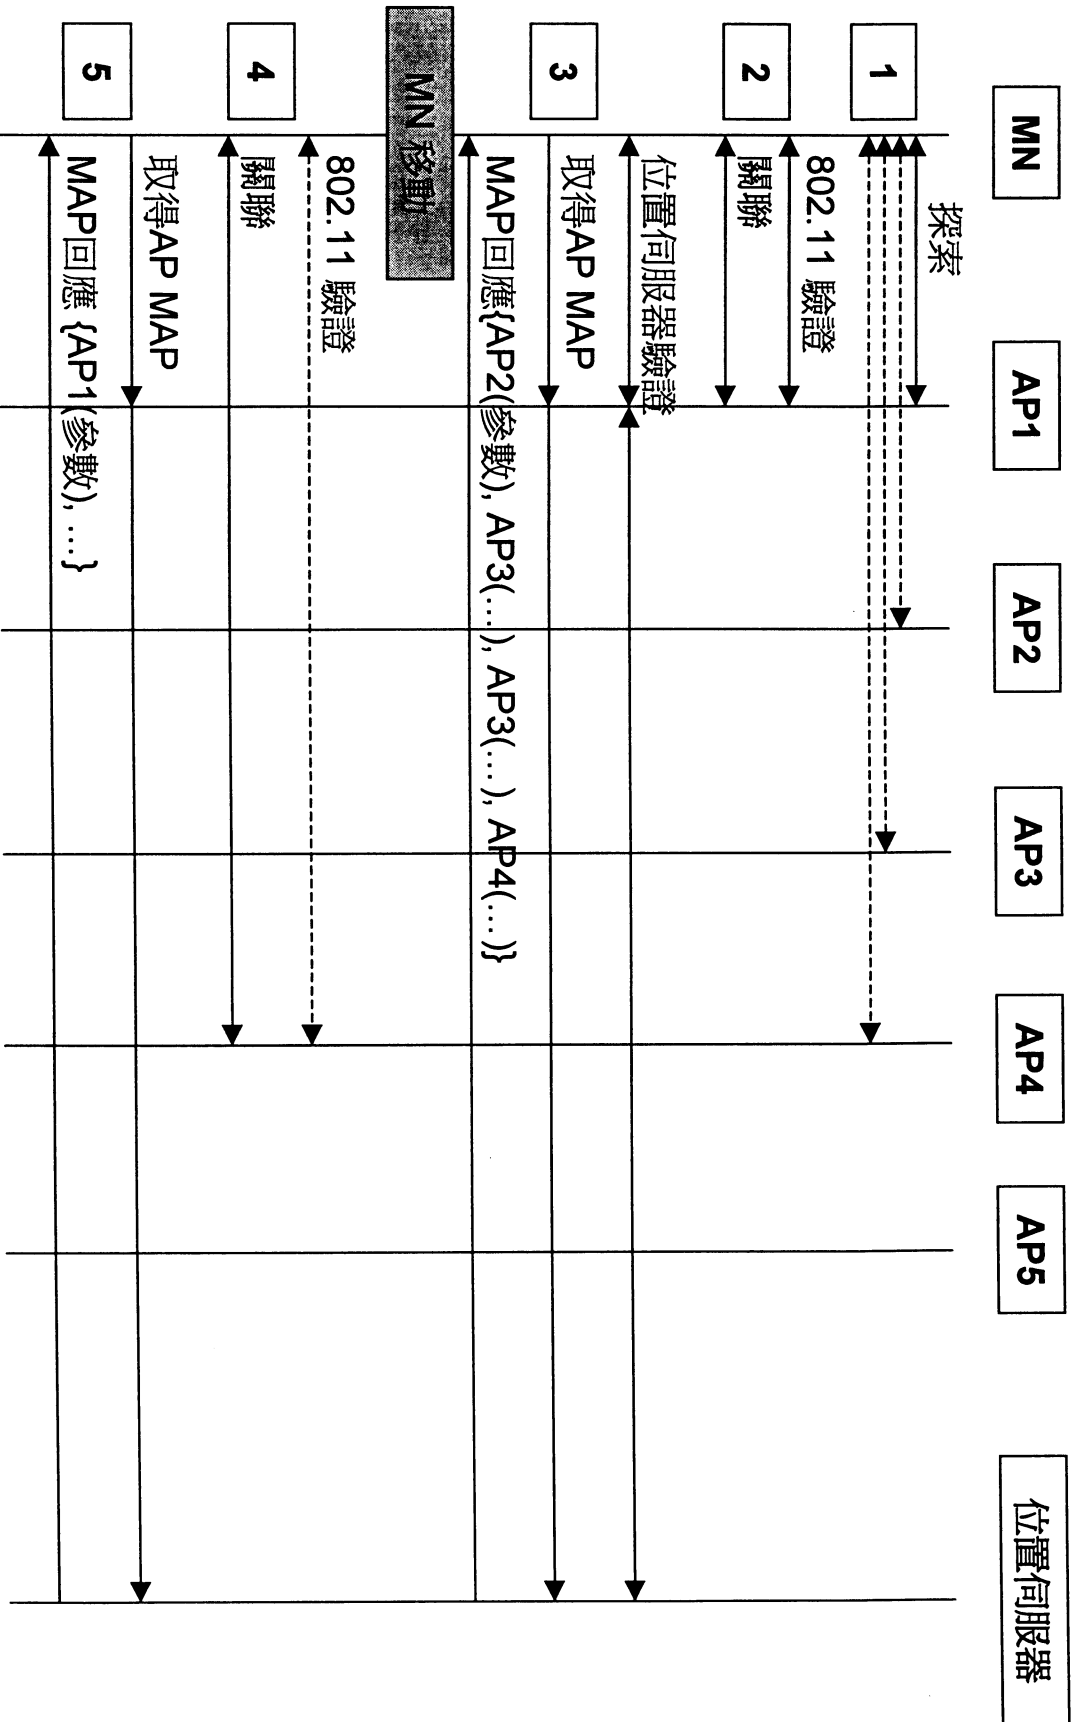 MN
AP1
AP2
AP3
AP4
AP5
位置伺服器
1
探索
2
802.11 驗證
關聯
3
位置伺服器驗證
取得AP MAP
MAP回應{AP2(參數), AP3(...), AP3(...), AP4(...)}
MN 移動
4
802.11 驗證
關聯
5
取得AP MAP
MAP回應 {AP1(參數), ...}